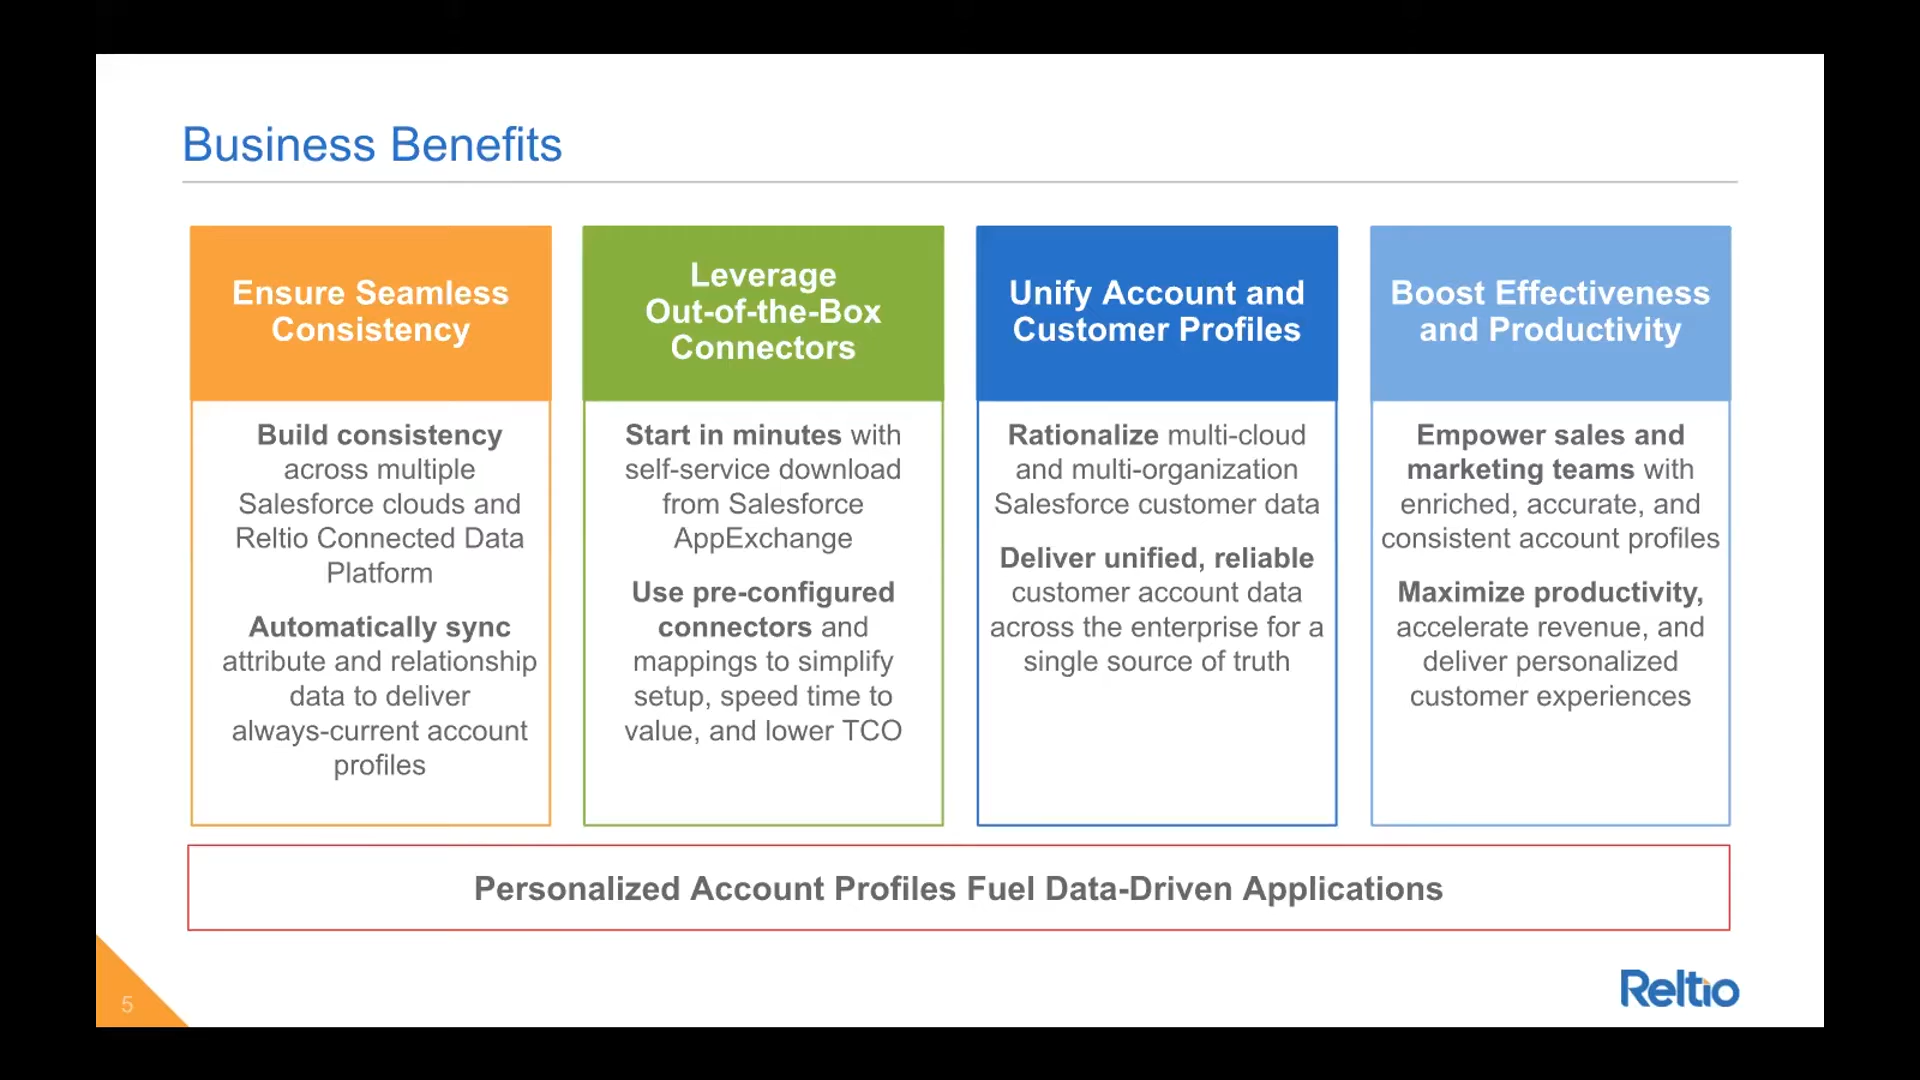 Business Benefits
Ensure Seamless
Consistency
Build consistency
across multiple
Salesforce clouds and
Reltio Connected Data
Platform
Automatically sync
attribute and relationship
data to deliver
always-current account
profiles
Leverage
Out-of-the-Box
Connectors
Start in minutes with
self-service download
from Salesforce
AppExchange
Use pre-configured
connectors and
mappings to simplify
setup, speed time to
value, and lower TCO
Unify Account and
Customer Profiles
Rationalize multi-cloud
and multi-organization
Salesforce customer data
Deliver unified, reliable
customer account data
across the enterprise for a
single source of truth
Boost Effectiveness
and Productivity
Empower sales and
marketing teams with
enriched, accurate, and
consistent account profiles
Maximize productivity,
accelerate revenue, and
deliver personalized
customer experiences
Personalized Account Profiles Fuel Data-Driven Applications
5
Reltio